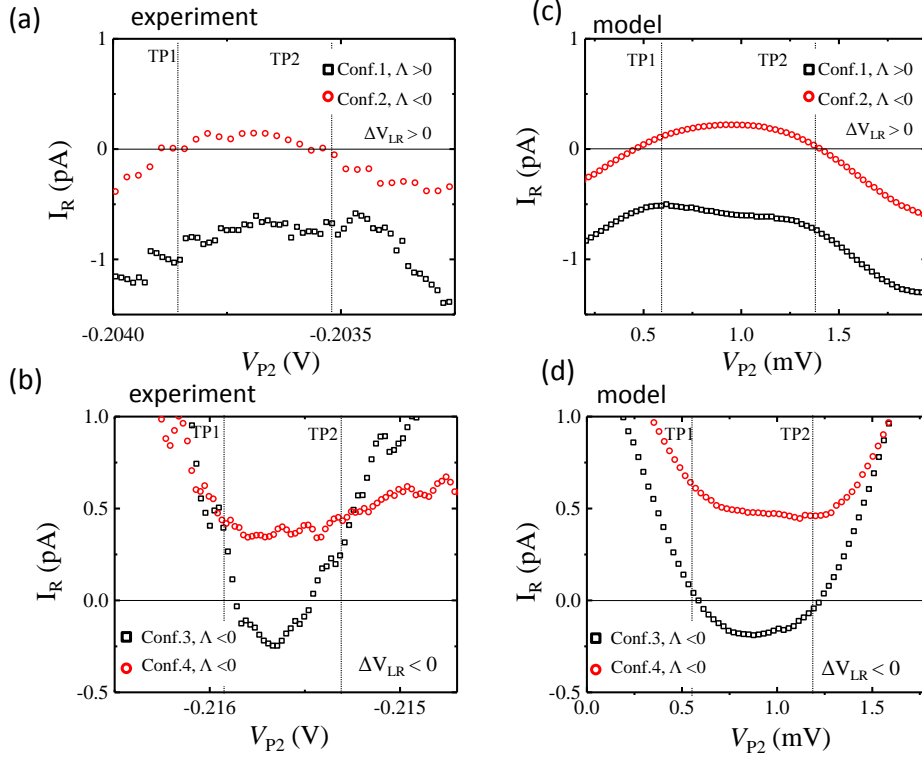 (a)
experiment
TP1
TP2
Conf.1, Λ >0
Conf.2, Λ <0
ΔV_LR > 0
1
0
-1
I_R (pA)
-0.2040
-0.2035
V_P2 (V)
(c)
model
TP1
TP2
Conf.1, Λ >0
Conf.2, Λ <0
ΔV_LR > 0
1
0
-1
I_R (pA)
0.5
1.0
1.5
V_P2 (mV)
(b)
experiment
TP1
TP2
1.0
0.5
0.0
-0.5
I_R (pA)
Conf.3, Λ <0
Conf.4, Λ <0
ΔV_LR < 0
-0.216
-0.215
V_P2 (V)
(d)
model
TP1
TP2
1.0
0.5
0.0
-0.5
I_R (pA)
Conf.3, Λ <0
Conf.4, Λ <0
ΔV_LR < 0
0.0
0.5
1.0
1.5
V_P2 (mV)